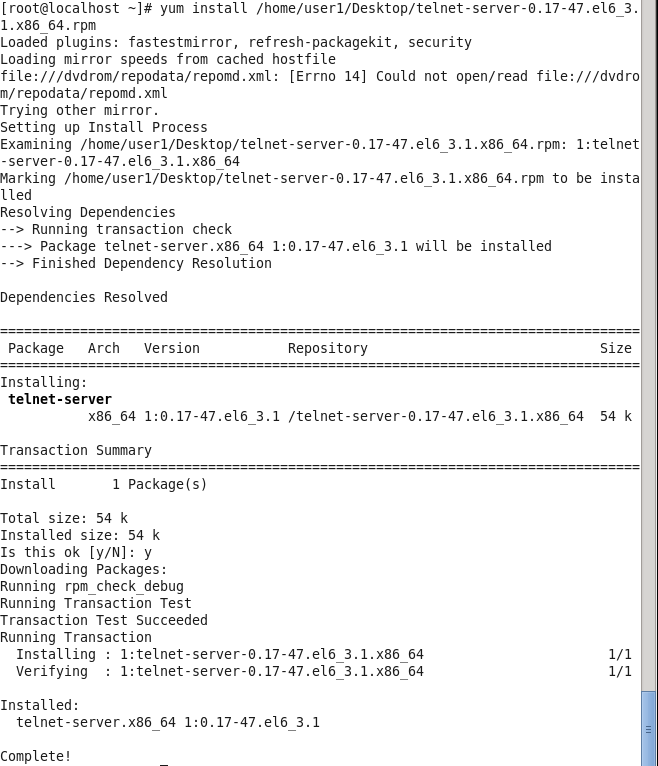 [root@localhost ~]# yum install /home/user1/Desktop/telnet-server-0.17-47.el6_3.
1.x86_64.rpm
Loaded plugins: fastestmirror, refresh-packagekit, security
Loading mirror speeds from cached hostfile
file:///dvdrom/repodata/repomd.xml: [Errno 14] Could not open/read file:///dvdro
m/repodata/repomd.xml
Trying other mirror.
Setting up Install Process
Examining /home/user1/Desktop/telnet-server-0.17-47.el6_3.1.x86_64.rpm: 1:telnet
-server-0.17-47.el6_3.1.x86_64
Marking /home/user1/Desktop/telnet-server-0.17-47.el6_3.1.x86_64.rpm to be insta
lled
Resolving Dependencies
--> Running transaction check
---> Package telnet-server.x86_64 1:0.17-47.el6_3.1 will be installed
--> Finished Dependency Resolution

Dependencies Resolved

================================================================================
 Package   Arch   Version           Repository                             Size
================================================================================
Installing:
 telnet-server
           x86_64 1:0.17-47.el6_3.1 /telnet-server-0.17-47.el6_3.1.x86_64  54 k

Transaction Summary
================================================================================
Install       1 Package(s)

Total size: 54 k
Installed size: 54 k
Is this ok [y/N]: y
Downloading Packages:
Running rpm_check_debug
Running Transaction Test
Transaction Test Succeeded
Running Transaction
  Installing : 1:telnet-server-0.17-47.el6_3.1.x86_64                       1/1
  Verifying  : 1:telnet-server-0.17-47.el6_3.1.x86_64                       1/1

Installed:
  telnet-server.x86_64 1:0.17-47.el6_3.1

Complete!